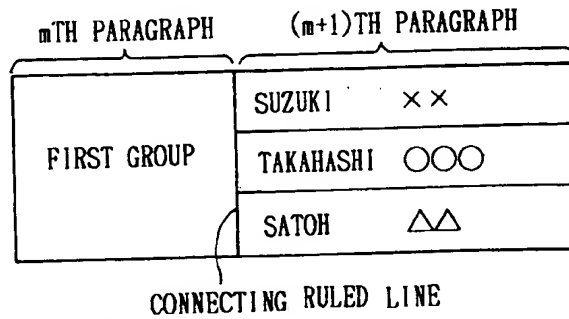 mTH PARAGRAPH (m+1)TH PARAGRAPH
SUZUKI ××
FIRST GROUP TAKAHASHI ○○○
SATOH △△
CONNECTING RULED LINE